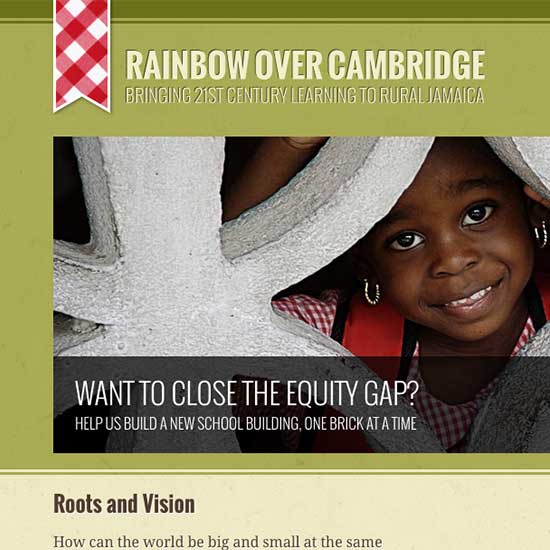 RAINBOW OVER CAMBRIDGE
BRINGING 21ST CENTURY LEARNING TO RURAL JAMAICA
WANT TO CLOSE THE EQUITY GAP?
HELP US BUILD A NEW SCHOOL BUILDING, ONE BRICK AT A TIME
Roots and Vision
How can the world be big and small at the same